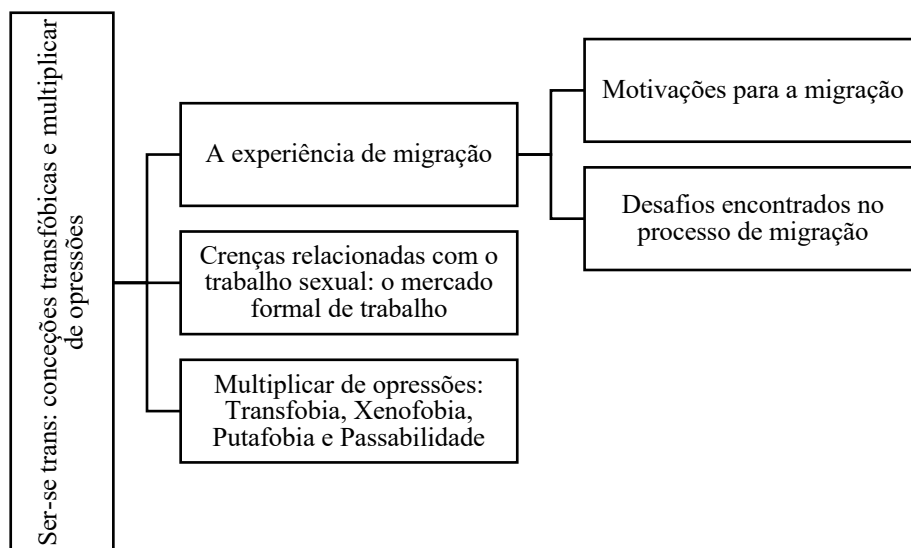 Ser-se trans: conceções transfóbicas e multiplicar
de opressões
A experiência de migração
Motivações para a migração
Desafios encontrados no
processo de migração
Crenças relacionadas com o
trabalho sexual: o mercado
formal de trabalho
Multiplicar de opressões:
Transfobia, Xenofobia,
Putafobia e Passabilidade